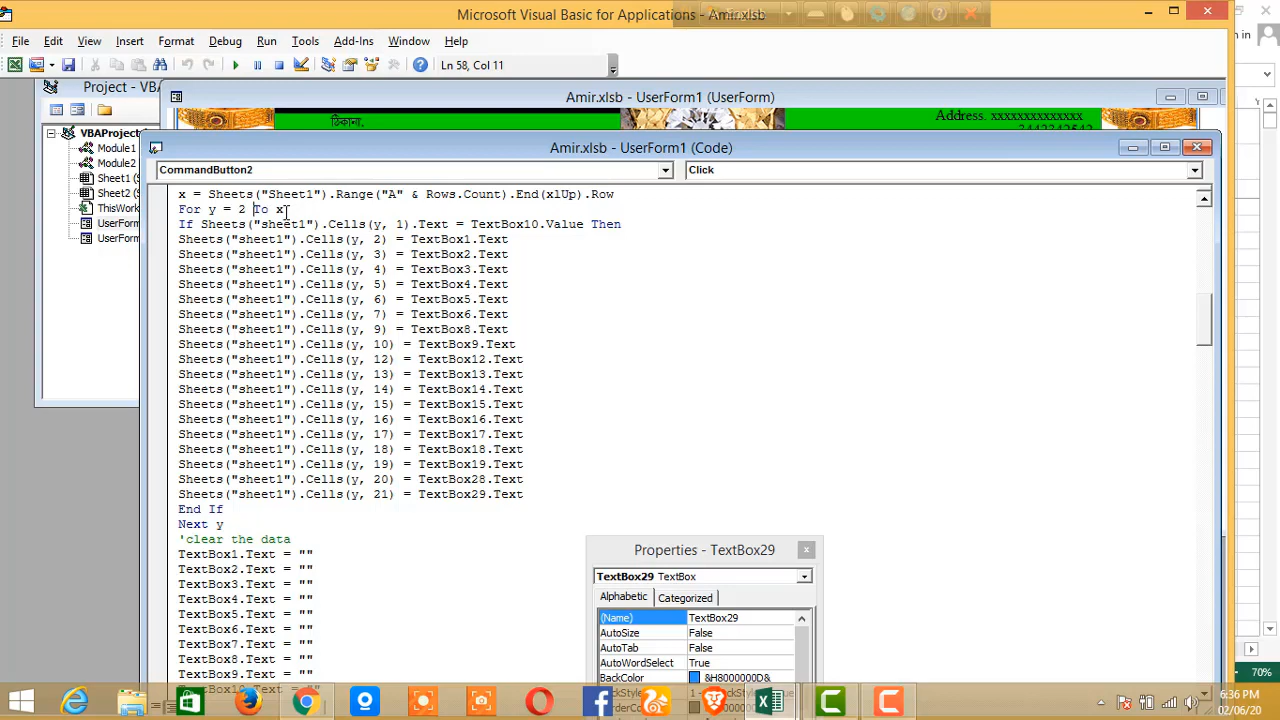 Microsoft Visual Basic for Applications - Amir.xlsb
File Edit View Insert Format Debug Run Tools Add-Ins Window Help
Ln 58, Col 11
Project - VBA
Amir.xlsb - UserForm1 (UserForm)
ঠিকানা.
Address. xxxxxxxxxxxxxx
VBAProject
Module1
Module2
Sheet1 (
Sheet2 (
ThisWork
UserForm
UserForm
Amir.xlsb - UserForm1 (Code)
CommandButton2 Click
x = Sheets("Sheet1").Range("A" & Rows.Count).End(xlUp).Row
For y = 2 To x
If Sheets("sheet1").Cells(y, 1).Text = TextBox10.Value Then
Sheets("sheet1").Cells(y, 2) = TextBox1.Text
Sheets("sheet1").Cells(y, 3) = TextBox2.Text
Sheets("sheet1").Cells(y, 4) = TextBox3.Text
Sheets("sheet1").Cells(y, 5) = TextBox4.Text
Sheets("sheet1").Cells(y, 6) = TextBox5.Text
Sheets("sheet1").Cells(y, 7) = TextBox6.Text
Sheets("sheet1").Cells(y, 9) = TextBox8.Text
Sheets("sheet1").Cells(y, 10) = TextBox9.Text
Sheets("sheet1").Cells(y, 12) = TextBox12.Text
Sheets("sheet1").Cells(y, 13) = TextBox13.Text
Sheets("sheet1").Cells(y, 14) = TextBox14.Text
Sheets("sheet1").Cells(y, 15) = TextBox15.Text
Sheets("sheet1").Cells(y, 16) = TextBox16.Text
Sheets("sheet1").Cells(y, 17) = TextBox17.Text
Sheets("sheet1").Cells(y, 18) = TextBox18.Text
Sheets("sheet1").Cells(y, 19) = TextBox19.Text
Sheets("sheet1").Cells(y, 20) = TextBox28.Text
Sheets("sheet1").Cells(y, 21) = TextBox29.Text
End If
Next y
'clear the data
TextBox1.Text = ""
TextBox2.Text = ""
TextBox3.Text = ""
TextBox4.Text = ""
TextBox5.Text = ""
TextBox6.Text = ""
TextBox7.Text = ""
TextBox8.Text = ""
TextBox9.Text = ""
Properties - TextBox29
TextBox29 TextBox
Alphabetic Categorized
(Name) TextBox29
AutoSize False
AutoTab False
AutoWordSelect True
BackColor &H8000000D&
70%
6:36 PM
02/06/20